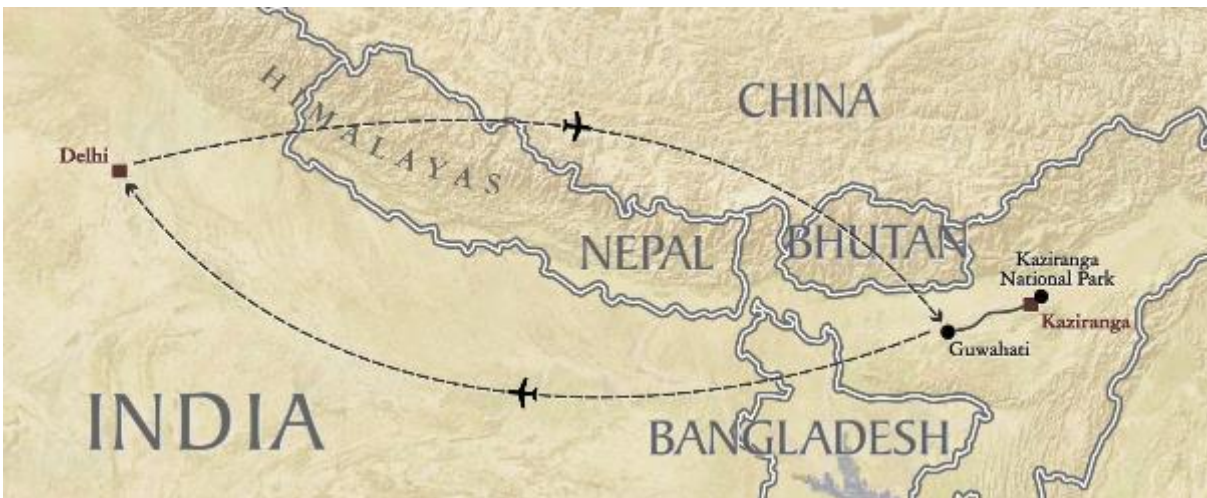 CHINA
HIMALAYAS
Delhi
NEPAL
BHUTAN
Kaziranga
National Park
Kaziranga
Guwahati
INDIA
BANGLADESH